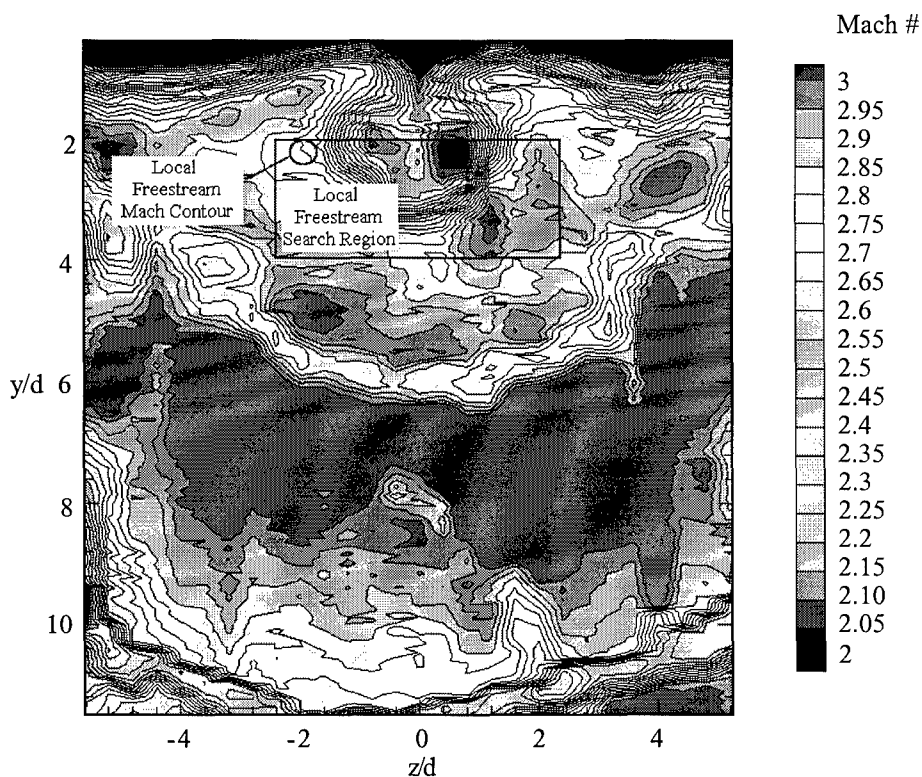 Mach #
3
2.95
2.9
2.85
2.8
2.75
2.7
2.65
2.6
2.55
2.5
2.45
2.4
2.35
2.3
2.25
2.2
2.15
2.10
2.05
2
2
4
y/d 6
8
10
Local
Freestream
Mach Contour
Local
Freestream
Search Region
-4 -2 0 2 4
z/d